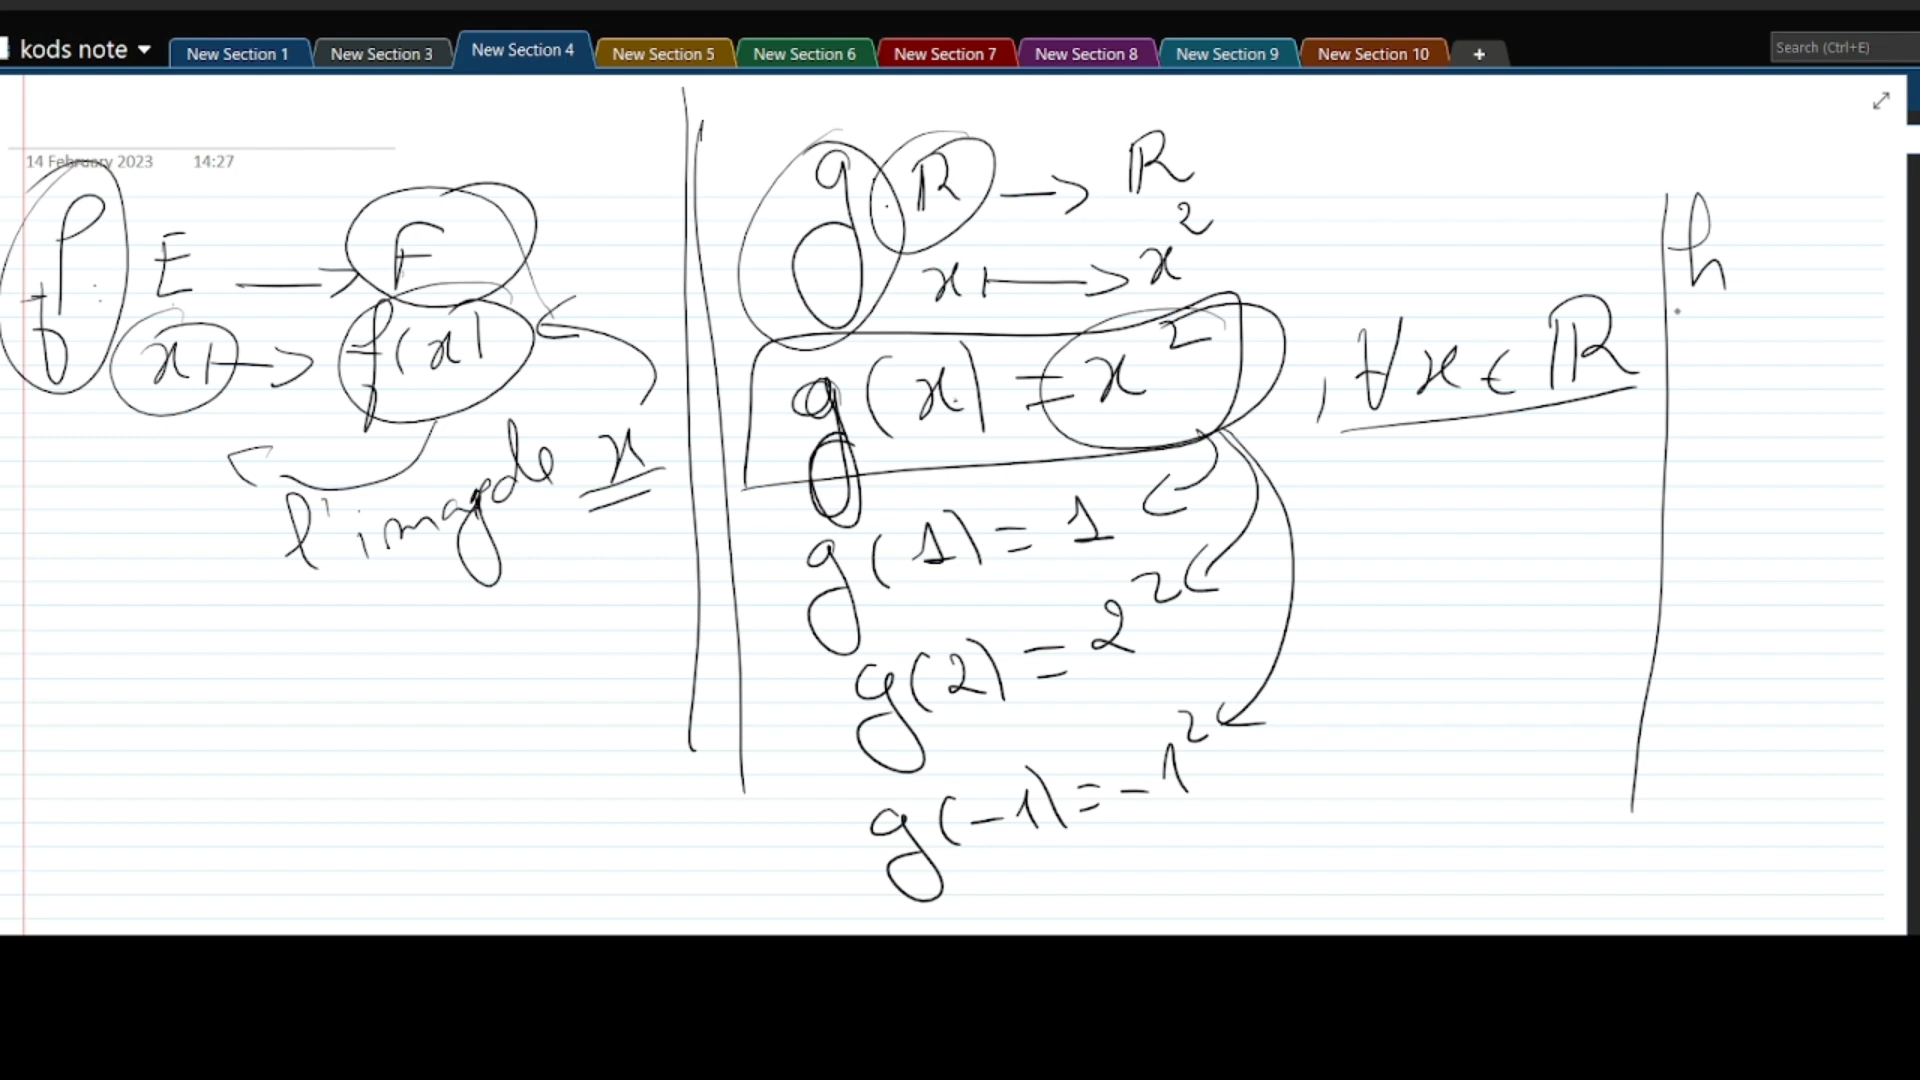 kods note
New Section 1
New Section 3
New Section 4
New Section 5
New Section 6
New Section 7
New Section 8
New Section 9
New Section 10
+
Search (Ctrl+E)
14 February 2023 14:27
f E → F
x ↦ f(x)
l'image de x
g ℝ → ℝ
x ↦ x²
g(x) = x² , ∀x ∈ ℝ
g(1) = 1
g(2) = 2²
g(-1) = -1²
h